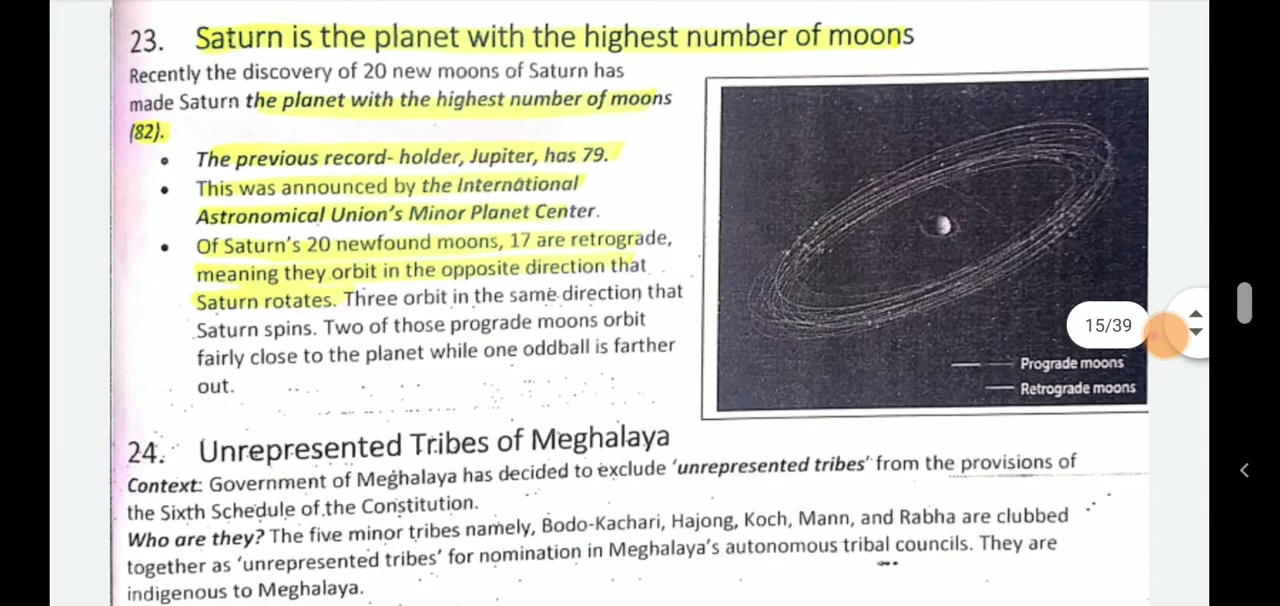 23. Saturn is the planet with the highest number of moons
Recently the discovery of 20 new moons of Saturn has
made Saturn the planet with the highest number of moons
(82).
• The previous record- holder, Jupiter, has 79.
• This was announced by the International
Astronomical Union's Minor Planet Center.
• Of Saturn's 20 newfound moons, 17 are retrograde,
meaning they orbit in the opposite direction that
Saturn rotates. Three orbit in the same direction that
Saturn spins. Two of those prograde moons orbit
fairly close to the planet while one oddball is farther
out.
Prograde moons
Retrograde moons
15/39
24. Unrepresented Tribes of Meghalaya
Context: Government of Meghalaya has decided to exclude 'unrepresented tribes' from the provisions of
the Sixth Schedule of the Constitution.
Who are they? The five minor tribes namely, Bodo-Kachari, Hajong, Koch, Mann, and Rabha are clubbed
together as 'unrepresented tribes' for nomination in Meghalaya's autonomous tribal councils. They are
indigenous to Meghalaya.